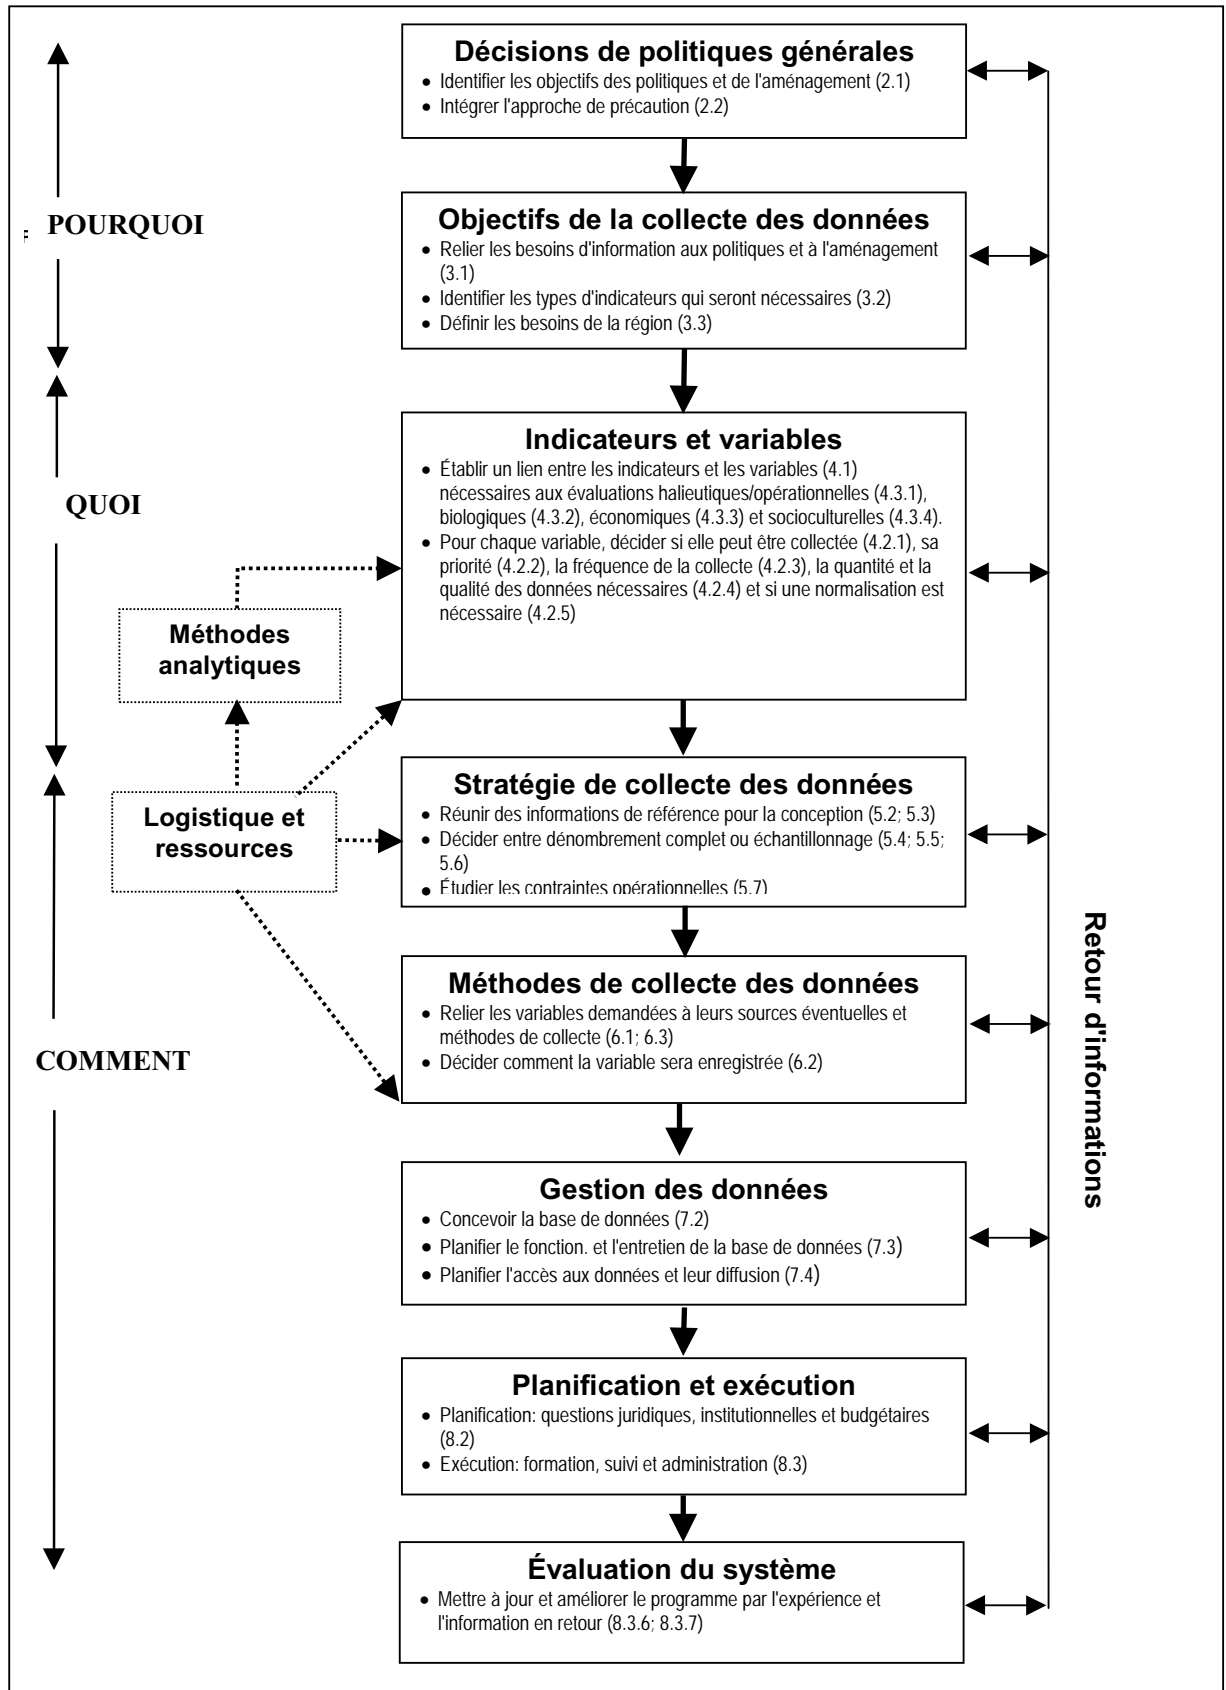 Décisions de politiques générales
• Identifier les objectifs des politiques et de l'aménagement (2.1)
• Intégrer l'approche de précaution (2.2)
POURQUOI
Objectifs de la collecte des données
• Relier les besoins d'information aux politiques et à l'aménagement
(3.1)
• Identifier les types d'indicateurs qui seront nécessaires (3.2)
• Définir les besoins de la région (3.3)
QUOI
Indicateurs et variables
• Établir un lien entre les indicateurs et les variables (4.1)
nécessaires aux évaluations halieutiques/opérationnelles (4.3.1),
biologiques (4.3.2), économiques (4.3.3) et socioculturelles (4.3.4).
• Pour chaque variable, décider si elle peut être collectée (4.2.1), sa
priorité (4.2.2), la fréquence de la collecte (4.2.3), la quantité et la
qualité des données nécessaires (4.2.4) et si une normalisation est
nécessaire (4.2.5)
Méthodes
analytiques
Logistique et
ressources
Stratégie de collecte des données
• Réunir des informations de référence pour la conception (5.2; 5.3)
• Décider entre dénombrement complet ou échantillonnage (5.4; 5.5;
5.6)
• Étudier les contraintes opérationnelles (5.7)
COMMENT
Méthodes de collecte des données
• Relier les variables demandées à leurs sources éventuelles et
méthodes de collecte (6.1; 6.3)
• Décider comment la variable sera enregistrée (6.2)
Retour d'informations
Gestion des données
• Concevoir la base de données (7.2)
• Planifier le fonction. et l'entretien de la base de données (7.3)
• Planifier l'accès aux données et leur diffusion (7.4)
Planification et exécution
• Planification: questions juridiques, institutionnelles et budgétaires
(8.2)
• Exécution: formation, suivi et administration (8.3)
Évaluation du système
• Mettre à jour et améliorer le programme par l'expérience et
l'information en retour (8.3.6; 8.3.7)